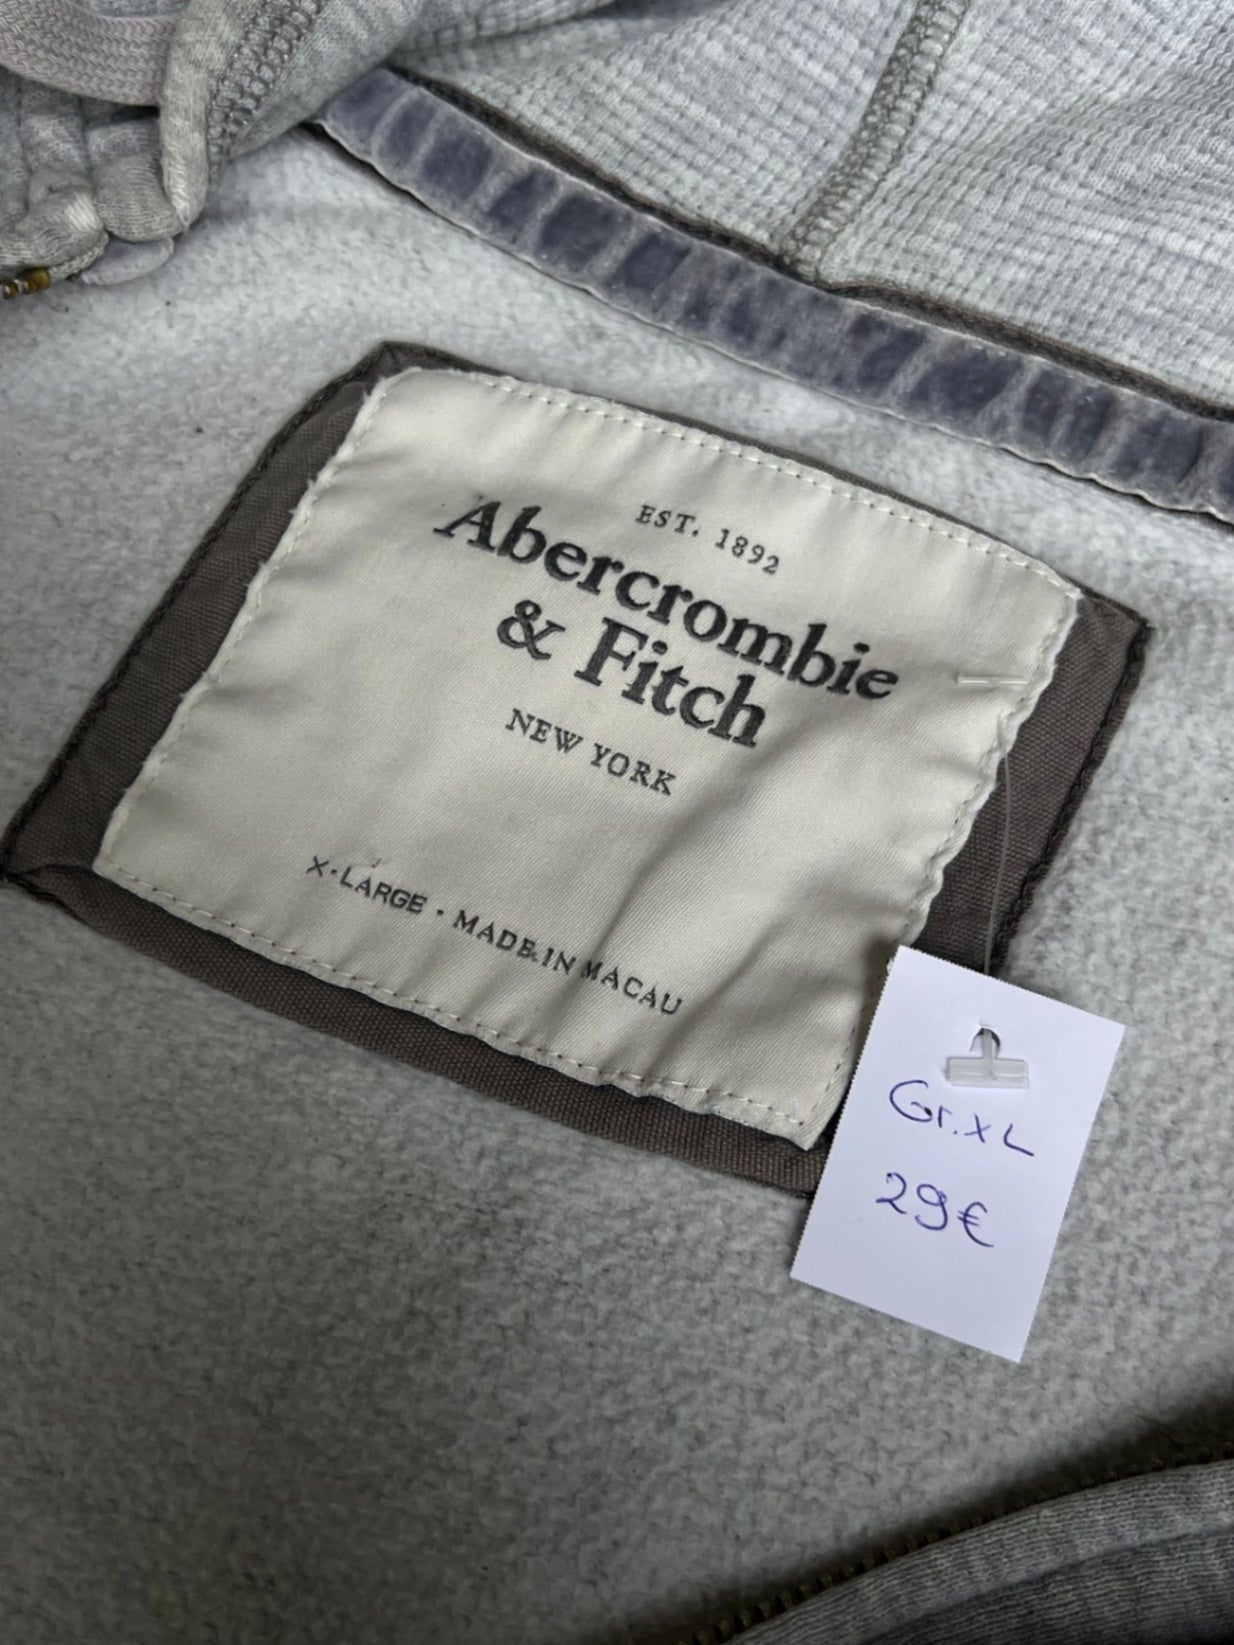 EST. 1892
Abercrombie
& Fitch
NEW YORK
X-LARGE · MADE IN MACAU
Gr. XL
29€